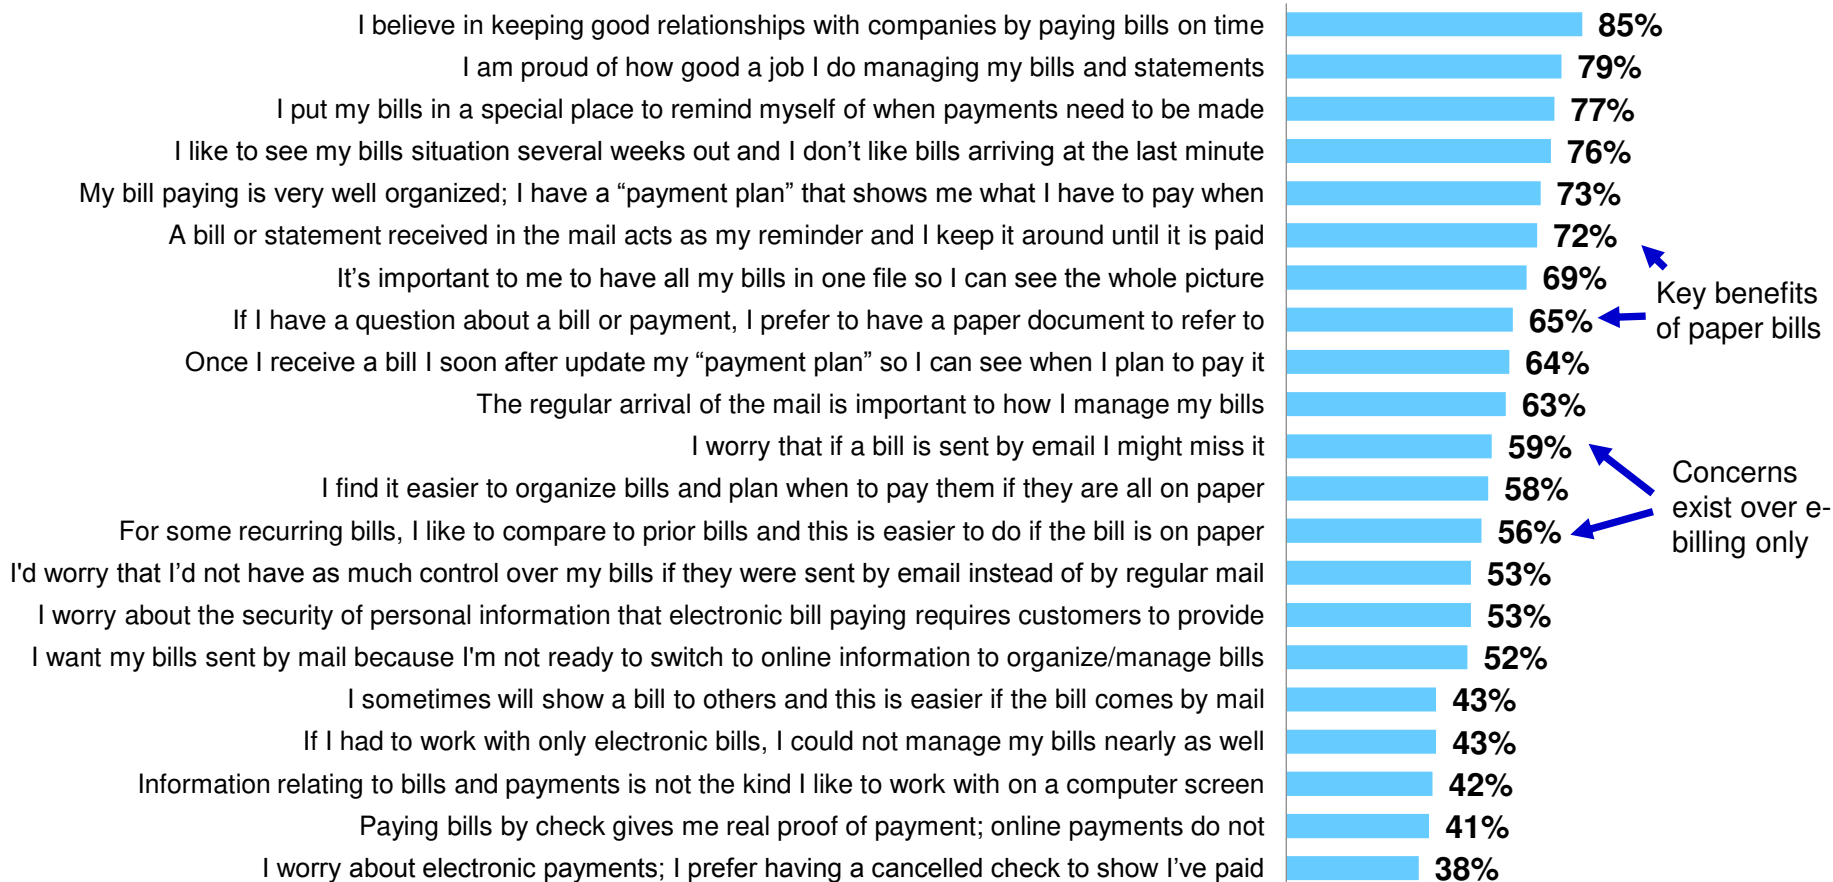 I believe in keeping good relationships with companies by paying bills on time 85%
I am proud of how good a job I do managing my bills and statements 79%
I put my bills in a special place to remind myself of when payments need to be made 77%
I like to see my bills situation several weeks out and I don’t like bills arriving at the last minute 76%
My bill paying is very well organized; I have a “payment plan” that shows me what I have to pay when 73%
A bill or statement received in the mail acts as my reminder and I keep it around until it is paid 72%
It’s important to me to have all my bills in one file so I can see the whole picture 69%
If I have a question about a bill or payment, I prefer to have a paper document to refer to 65%
Key benefits
of paper bills
Once I receive a bill I soon after update my “payment plan” so I can see when I plan to pay it 64%
The regular arrival of the mail is important to how I manage my bills 63%
I worry that if a bill is sent by email I might miss it 59%
I find it easier to organize bills and plan when to pay them if they are all on paper 58%
For some recurring bills, I like to compare to prior bills and this is easier to do if the bill is on paper 56%
Concerns
exist over e-
billing only
I'd worry that I’d not have as much control over my bills if they were sent by email instead of by regular mail 53%
I worry about the security of personal information that electronic bill paying requires customers to provide 53%
I want my bills sent by mail because I'm not ready to switch to online information to organize/manage bills 52%
I sometimes will show a bill to others and this is easier if the bill comes by mail 43%
If I had to work with only electronic bills, I could not manage my bills nearly as well 43%
Information relating to bills and payments is not the kind I like to work with on a computer screen 42%
Paying bills by check gives me real proof of payment; online payments do not 41%
I worry about electronic payments; I prefer having a cancelled check to show I’ve paid 38%